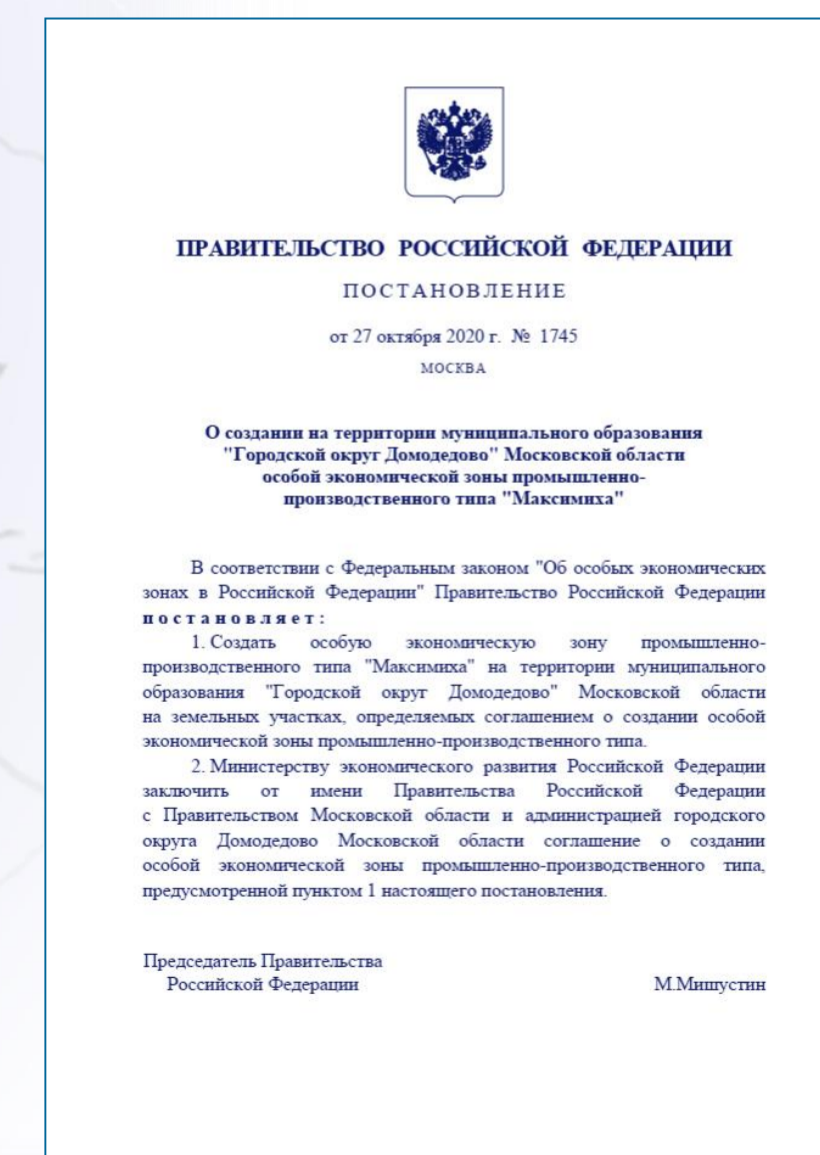 ПРАВИТЕЛЬСТВО РОССИЙСКОЙ ФЕДЕРАЦИИ
ПОСТАНОВЛЕНИЕ
от 27 октября 2020 г. № 1745
МОСКВА
О создании на территории муниципального образования
"Городской округ Домодедово" Московской области
особой экономической зоны промышленно-
производственного типа "Максимиха"
В соответствии с Федеральным законом "Об особых экономических
зонах в Российской Федерации" Правительство Российской Федерации
постановляет:
1. Создать особую экономическую зону промышленно-
производственного типа "Максимиха" на территории муниципального
образования "Городской округ Домодедово" Московской области
на земельных участках, определяемых соглашением о создании особой
экономической зоны промышленно-производственного типа.
2. Министерству экономического развития Российской Федерации
заключить от имени Правительства Российской Федерации
с Правительством Московской области и администрацией городского
округа Домодедово Московской области соглашение о создании
особой экономической зоны промышленно-производственного типа,
предусмотренной пунктом 1 настоящего постановления.
Председатель Правительства
Российской Федерации М.Мишустин